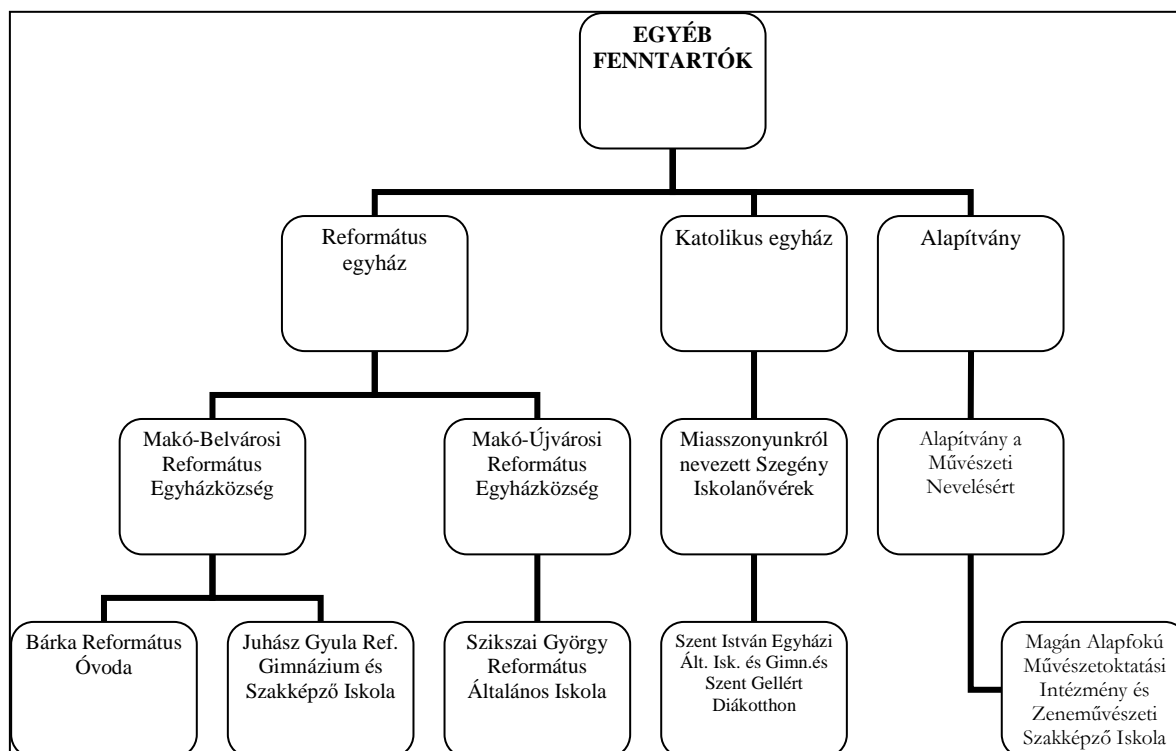 EGYÉB
FENNTARTÓK
Református
egyház
Katolikus egyház
Alapítvány
Makó-Belvárosi
Református
Egyházközség
Makó-Újvárosi
Református
Egyházközség
Miasszonyunkról
nevezett Szegény
Iskolanővérek
Alapítvány a
Művészeti
Nevelésért
Bárka Református
Óvoda
Juhász Gyula Ref.
Gimnázium és
Szakképző Iskola
Szikszai György
Református
Általános Iskola
Szent István Egyházi
Ált. Isk. és Gimn.és
Szent Gellért
Diákotthon
Magán Alapfokú
Művészetoktatási
Intézmény és
Zeneművészeti
Szakképző Iskola